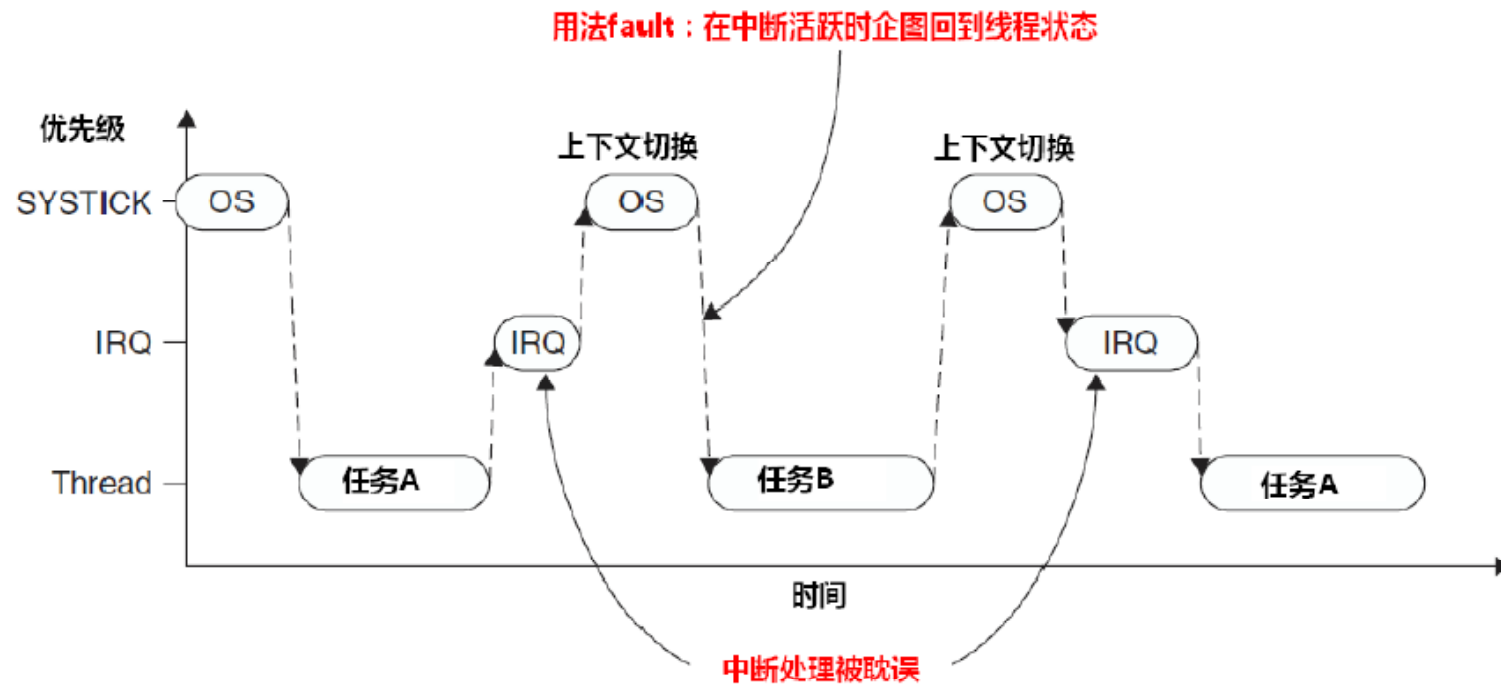 用法fault：在中断活跃时企图回到线程状态
优先级
上下文切换
上下文切换
SYSTICK
OS
OS
OS
IRQ
IRQ
IRQ
Thread
任务A
任务B
任务A
时间
中断处理被耽误